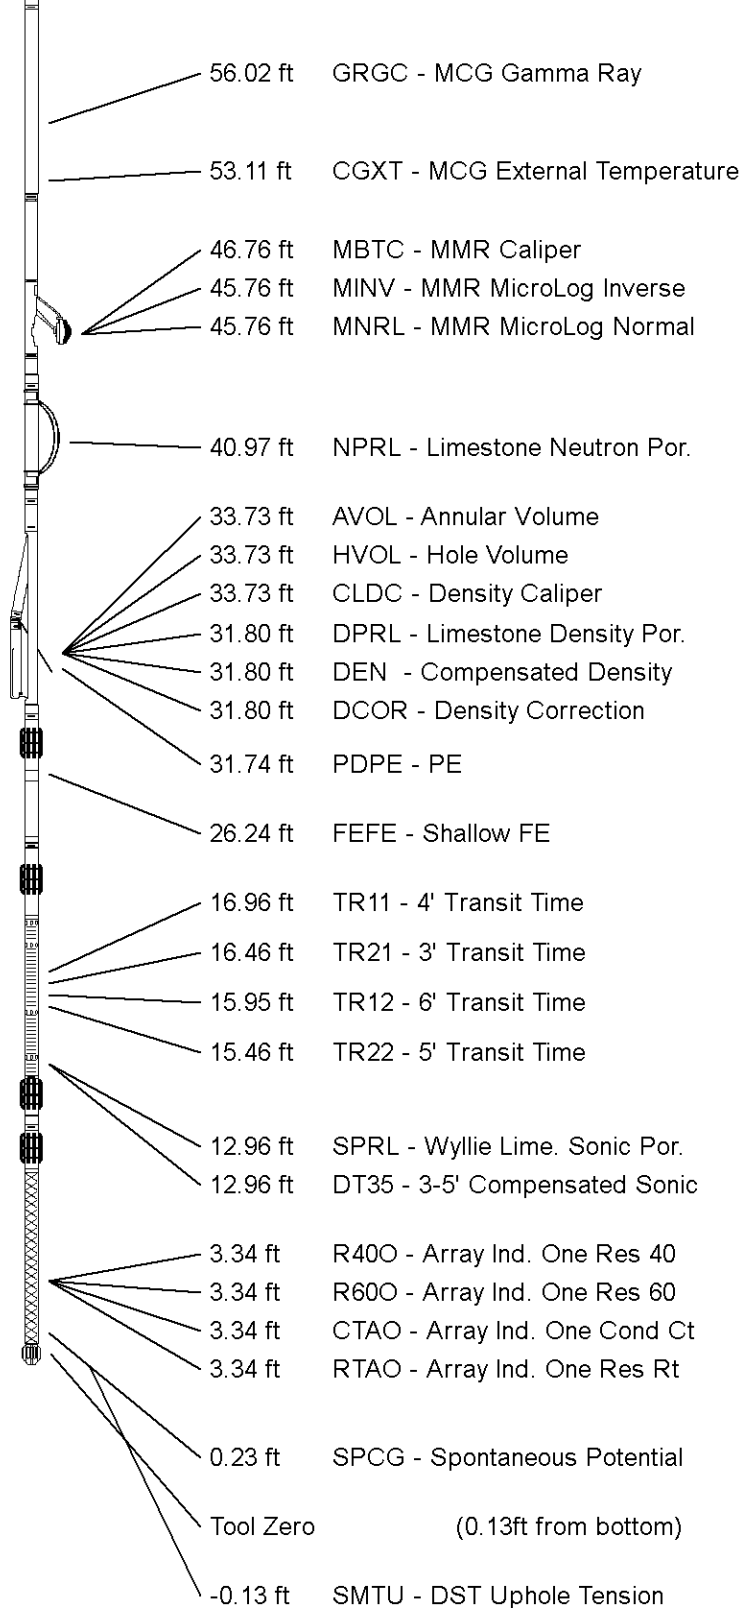 56.02 ft GRGC - MCG Gamma Ray
53.11 ft CGXT - MCG External Temperature
46.76 ft MBTC - MMR Caliper
45.76 ft MINV - MMR MicroLog Inverse
45.76 ft MNRL - MMR MicroLog Normal
40.97 ft NPRL - Limestone Neutron Por.
33.73 ft AVOL - Annular Volume
33.73 ft HVOL - Hole Volume
33.73 ft CLDC - Density Caliper
31.80 ft DPRL - Limestone Density Por.
31.80 ft DEN - Compensated Density
31.80 ft DCOR - Density Correction
31.74 ft PDPE - PE
26.24 ft FEFE - Shallow FE
16.96 ft TR11 - 4' Transit Time
16.46 ft TR21 - 3' Transit Time
15.95 ft TR12 - 6' Transit Time
15.46 ft TR22 - 5' Transit Time
12.96 ft SPRL - Wyllie Lime. Sonic Por.
12.96 ft DT35 - 3-5' Compensated Sonic
3.34 ft R40O - Array Ind. One Res 40
3.34 ft R60O - Array Ind. One Res 60
3.34 ft CTAO - Array Ind. One Cond Ct
3.34 ft RTAO - Array Ind. One Res Rt
0.23 ft SPCG - Spontaneous Potential
Tool Zero (0.13ft from bottom)
-0.13 ft SMTU - DST Uphole Tension